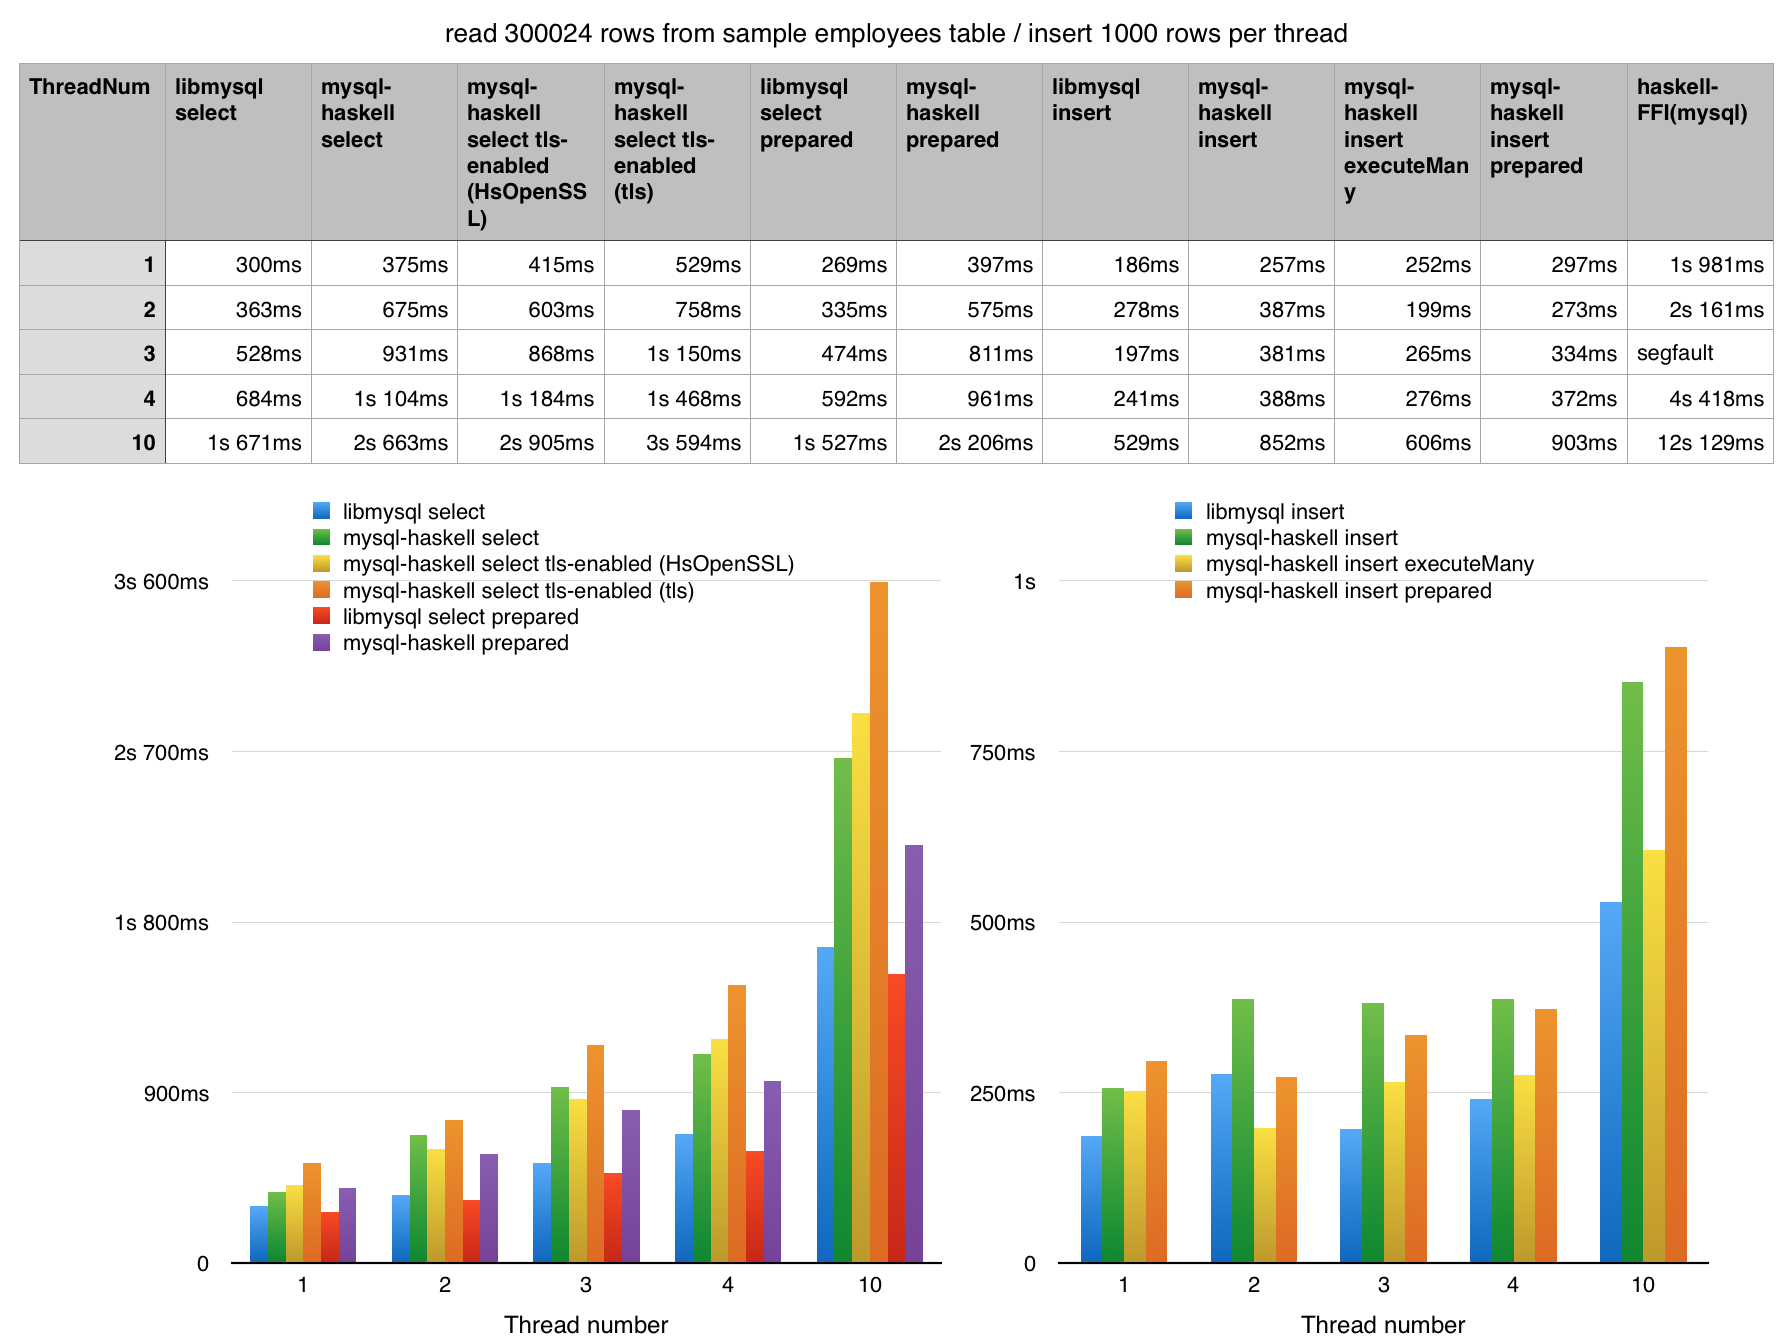 read 300024 rows from sample employees table / insert 1000 rows per thread
ThreadNum
libmysql
select
mysql-
haskell
select
mysql-
haskell
select tls-
enabled
(HsOpenSS
L)
mysql-
haskell
select tls-
enabled
(tls)
libmysql
select
prepared
mysql-
haskell
prepared
libmysql
insert
mysql-
haskell
insert
mysql-
haskell
insert
executeMan
y
mysql-
haskell
insert
prepared
haskell-
FFI(mysql)
1 300ms 375ms 415ms 529ms 269ms 397ms 186ms 257ms 252ms 297ms 1s 981ms
2 363ms 675ms 603ms 758ms 335ms 575ms 278ms 387ms 199ms 273ms 2s 161ms
3 528ms 931ms 868ms 1s 150ms 474ms 811ms 197ms 381ms 265ms 334ms segfault
4 684ms 1s 104ms 1s 184ms 1s 468ms 592ms 961ms 241ms 388ms 276ms 372ms 4s 418ms
10 1s 671ms 2s 663ms 2s 905ms 3s 594ms 1s 527ms 2s 206ms 529ms 852ms 606ms 903ms 12s 129ms
libmysql select
mysql-haskell select
mysql-haskell select tls-enabled (HsOpenSSL)
mysql-haskell select tls-enabled (tls)
libmysql select prepared
mysql-haskell prepared
3s 600ms
2s 700ms
1s 800ms
900ms
0
1 2 3 4 10
Thread number
libmysql insert
mysql-haskell insert
mysql-haskell insert executeMany
mysql-haskell insert prepared
1s
750ms
500ms
250ms
0
1 2 3 4 10
Thread number